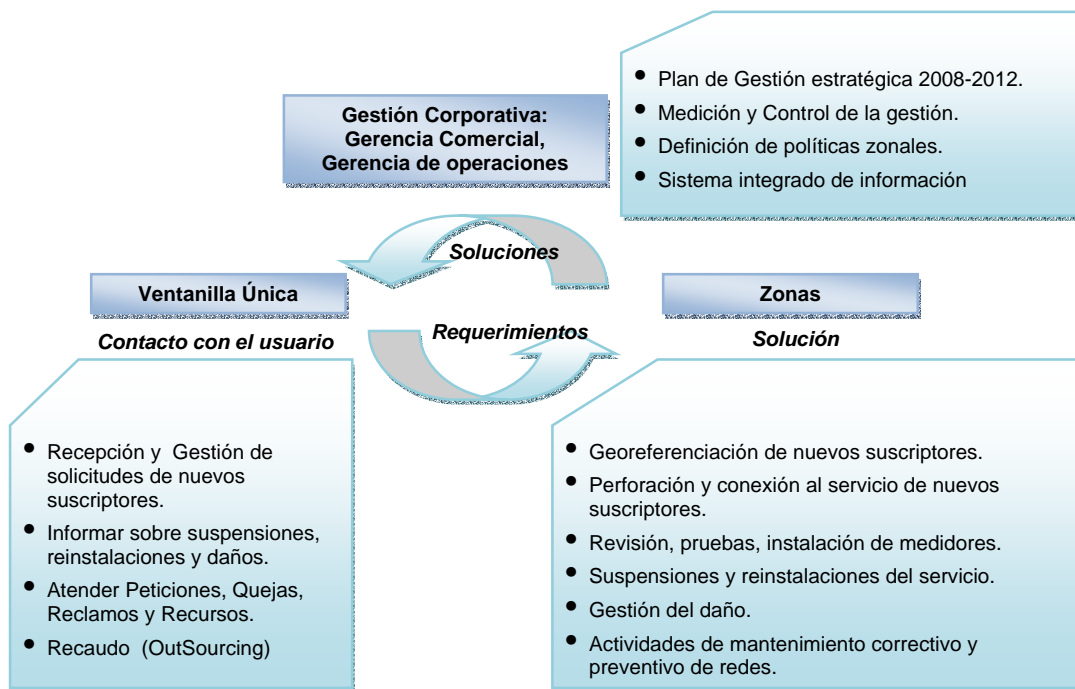 Gestión Corporativa:
Gerencia Comercial,
Gerencia de operaciones
• Plan de Gestión estratégica 2008-2012.
• Medición y Control de la gestión.
• Definición de políticas zonales.
• Sistema integrado de información
Soluciones
Ventanilla Única
Zonas
Contacto con el usuario
Requerimientos
Solución
• Recepción y Gestión de
solicitudes de nuevos
suscriptores.
• Informar sobre suspensiones,
reinstalaciones y daños.
• Atender Peticiones, Quejas,
Reclamos y Recursos.
• Recaudo (OutSourcing)
• Georeferenciación de nuevos suscriptores.
• Perforación y conexión al servicio de nuevos
suscriptores.
• Revisión, pruebas, instalación de medidores.
• Suspensiones y reinstalaciones del servicio.
• Gestión del daño.
• Actividades de mantenimiento correctivo y
preventivo de redes.